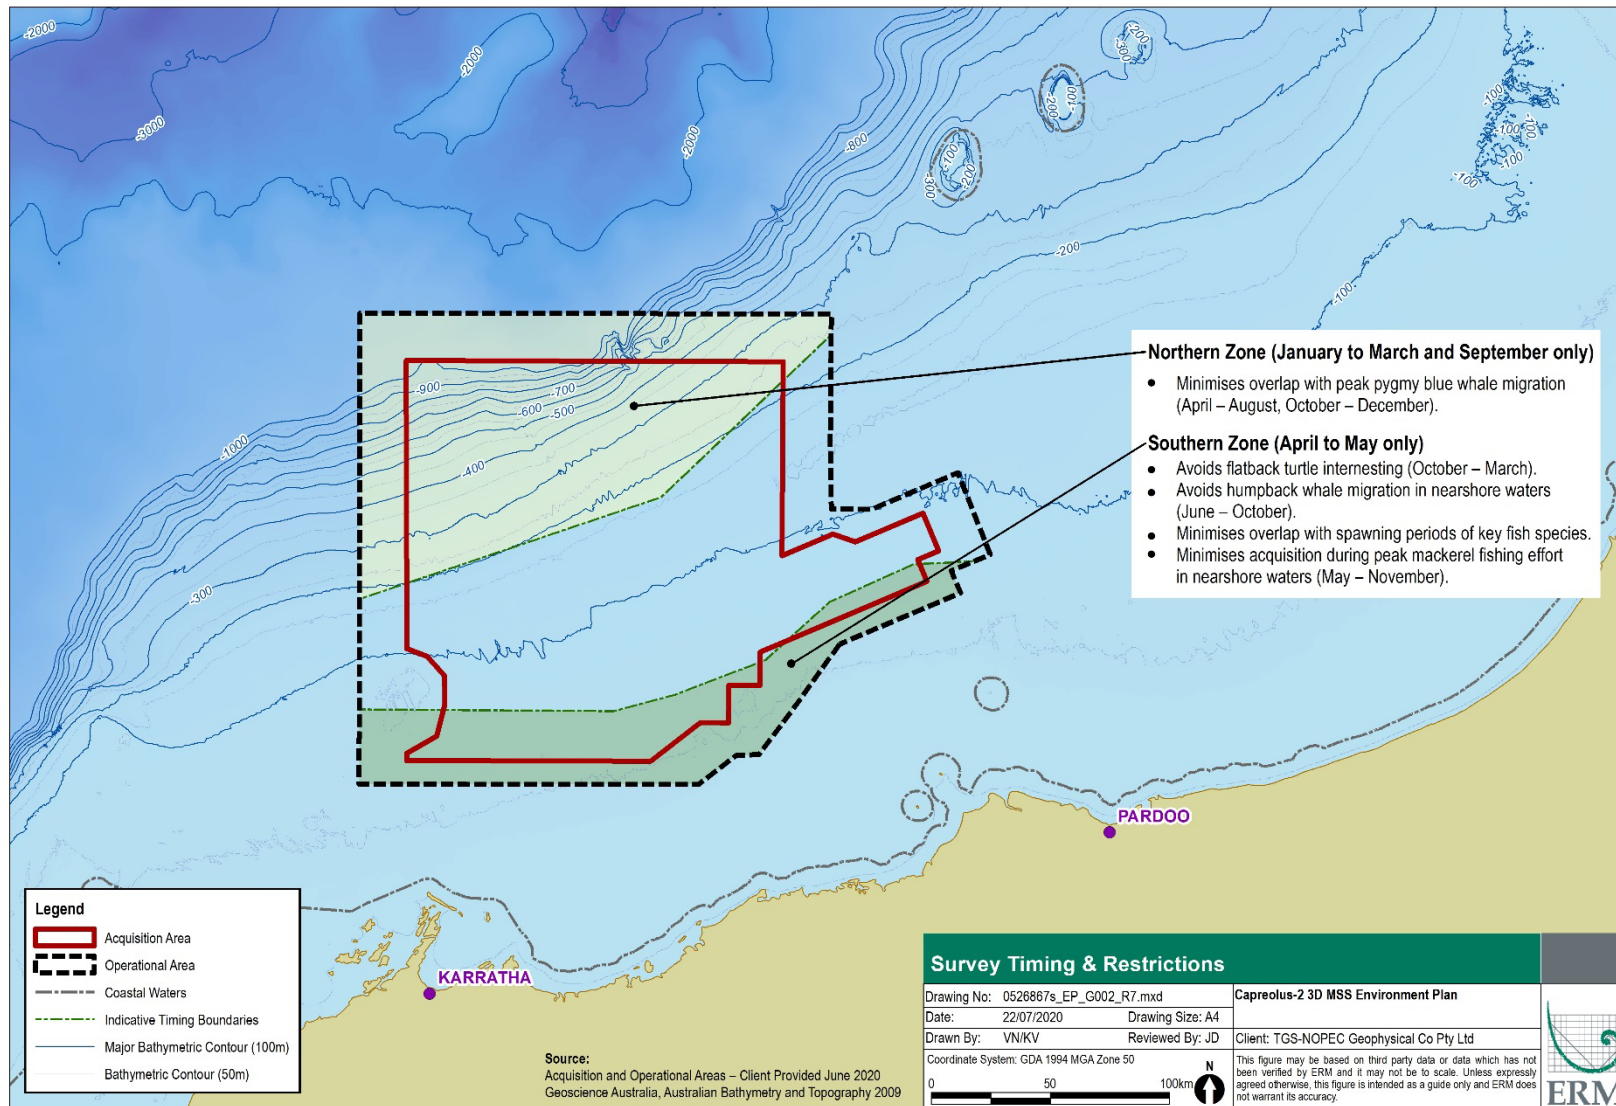 -2000
-2000
-3000
-2000
-800
-200
-300
-100
-200
-100
-200
-300
-100
-100
-100
-100
-100
-200
-100
-900
-700
-600
-500
-400
-1000
-300
Northern Zone (January to March and September only)
• Minimises overlap with peak pygmy blue whale migration
(April – August, October – December).
Southern Zone (April to May only)
• Avoids flatback turtle internesting (October – March).
• Avoids humpback whale migration in nearshore waters
(June – October).
• Minimises overlap with spawning periods of key fish species.
• Minimises acquisition during peak mackerel fishing effort
in nearshore waters (May – November).
PARDOO
KARRATHA
Legend
Acquisition Area
Operational Area
Coastal Waters
Indicative Timing Boundaries
Major Bathymetric Contour (100m)
Bathymetric Contour (50m)
Source:
Acquisition and Operational Areas – Client Provided June 2020
Geoscience Australia, Australian Bathymetry and Topography 2009
Survey Timing & Restrictions
Drawing No: 0526867s_EP_G002_R7.mxd
Date: 22/07/2020 Drawing Size: A4
Drawn By: VN/KV Reviewed By: JD
Coordinate System: GDA 1994 MGA Zone 50
N
0 50 100km
Capreolus-2 3D MSS Environment Plan
Client: TGS-NOPEC Geophysical Co Pty Ltd
This figure may be based on third party data or data which has not
been verified by ERM and it may not be to scale. Unless expressly
agreed otherwise, this figure is intended as a guide only and ERM does
not warrant its accuracy.
ERM